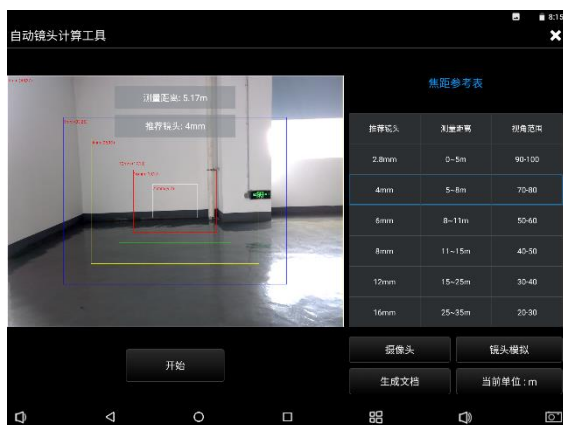 8:15
自动镜头计算工具
测量距离: 5.17m
推荐镜头: 4mm
焦距参考表
推荐镜头 测量距离 视角范围
2.8mm 0~5m 90-100
4mm 5~8m 70-80
6mm 8~11m 50-60
8mm 11~15m 40-50
12mm 15~25m 30-40
16mm 25~35m 20-30
开始
摄像头 镜头模拟
生成文档 当前单位 : m